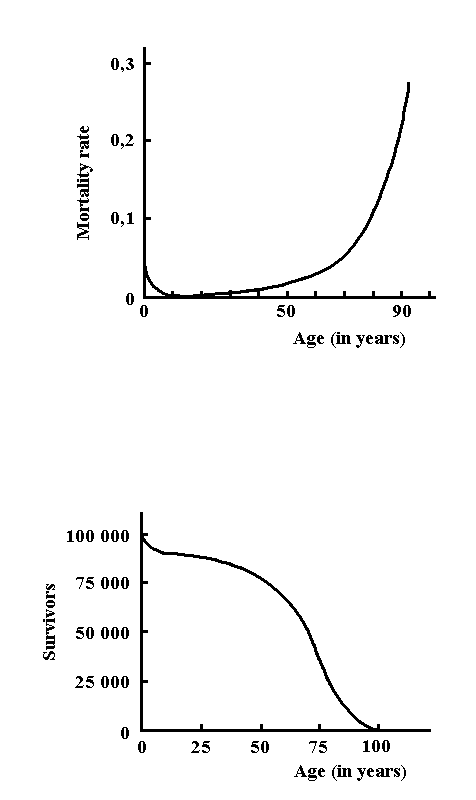 0,3
0,2
0,1
0
Mortality rate
0 50 90
Age (in years)
100 000
75 000
50 000
25 000
0
Survivors
0 25 50 75 100
Age (in years)